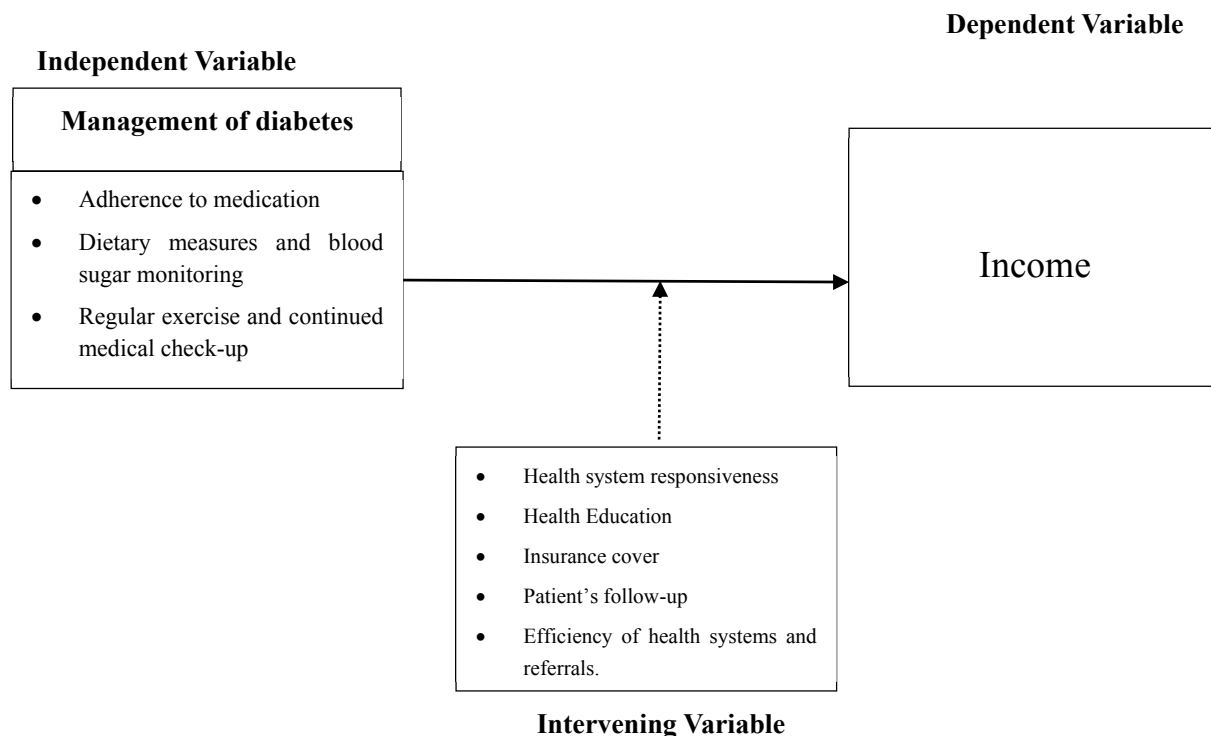 Dependent Variable
Independent Variable
Management of diabetes
• Adherence to medication
• Dietary measures and blood
sugar monitoring
• Regular exercise and continued
medical check-up
Income
• Health system responsiveness
• Health Education
• Insurance cover
• Patient’s follow-up
• Efficiency of health systems and
referrals.
Intervening Variable